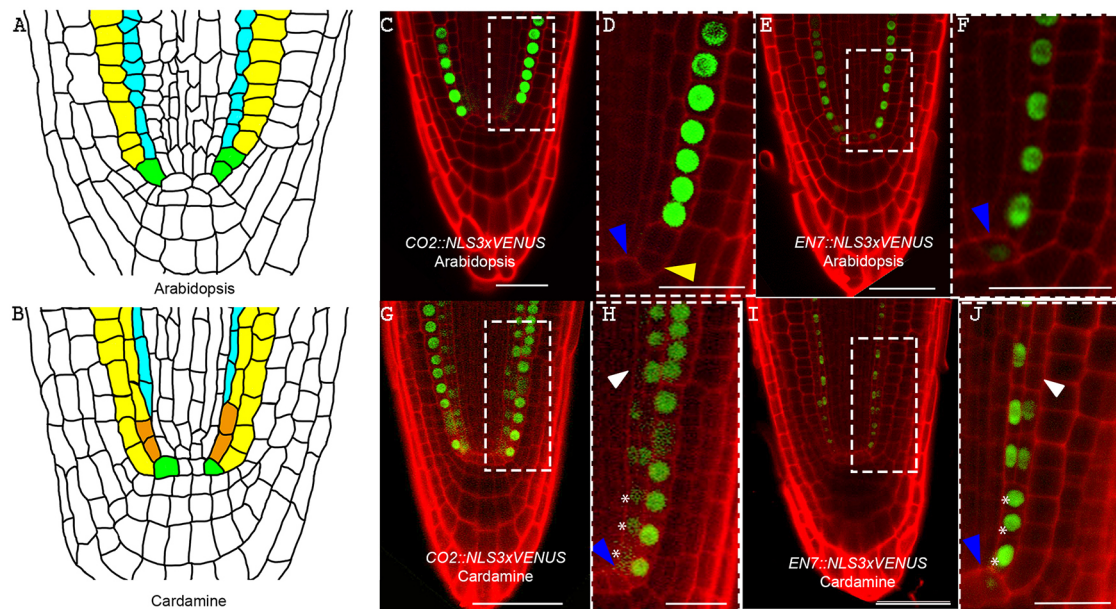 A
Arabidopsis
B
Cardamine
C
CO2::NLS3xVENUS
Arabidopsis
D
E
EN7::NLS3xVENUS
Arabidopsis
F
G
CO2::NLS3xVENUS
Cardamine
H
*
*
*
I
EN7::NLS3xVENUS
Cardamine
J
*
*
*